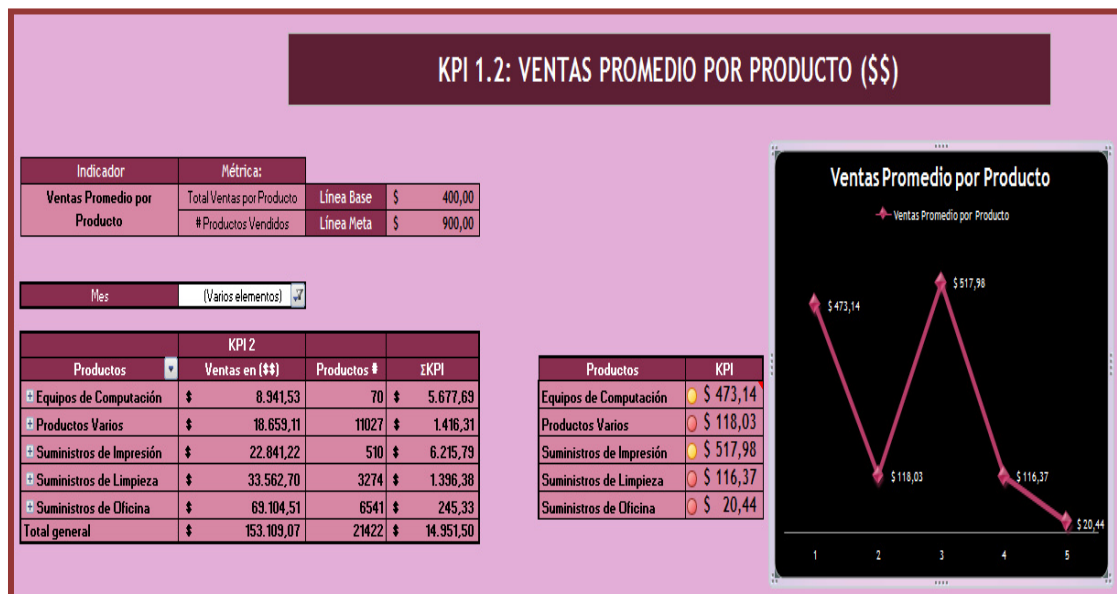 KPI 1.2: VENTAS PROMEDIO POR PRODUCTO ($$)
Indicador Métrica:
Ventas Promedio por Producto Total Ventas por Producto Línea Base $ 400,00
# Productos Vendidos Línea Meta $ 900,00
Mes (Varios elementos)
KPI 2
Productos Ventas en ($$) Productos # ΣKPI
Equipos de Computación $ 8.941,53 70 $ 5.677,69
Productos Varios $ 18.659,11 11027 $ 1.416,31
Suministros de Impresión $ 22.841,22 510 $ 6.215,79
Suministros de Limpieza $ 33.562,70 3274 $ 1.396,38
Suministros de Oficina $ 69.104,51 6541 $ 245,33
Total general $ 153.109,07 21422 $ 14.951,50
Productos KPI
Equipos de Computación $ 473,14
Productos Varios $ 118,03
Suministros de Impresión $ 517,98
Suministros de Limpieza $ 116,37
Suministros de Oficina $ 20,44
Ventas Promedio por Producto
Ventas Promedio por Producto
$ 517,98
$ 473,14
$ 118,03
$ 116,37
$ 20,44
1 2 3 4 5